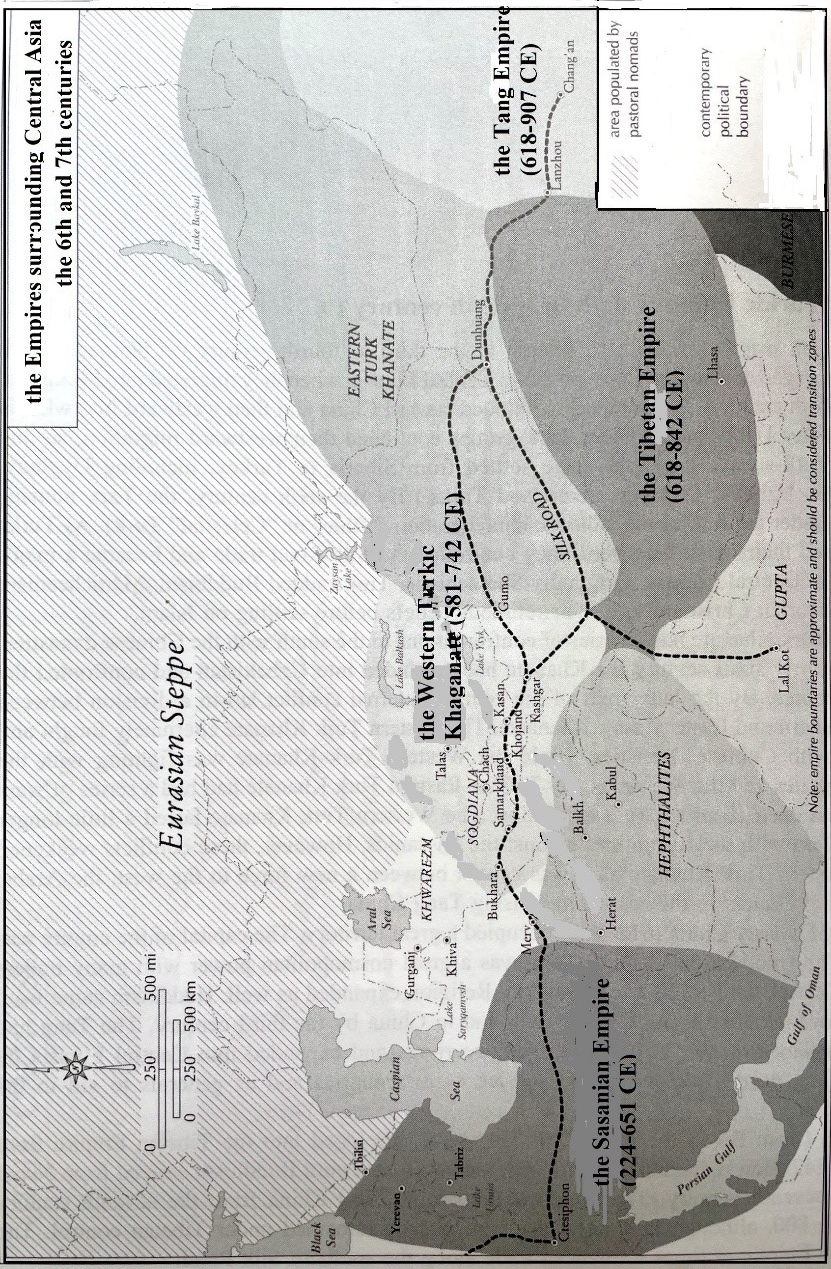 the Empires surrounding Central Asia
the 6th and 7th centuries
Eurasian Steppe
0 250 500 mi
0 250 500 km
Lake Baykal
EASTERN
TURK
KHANATE
the Tang Empire
(618-907 CE)
Chang'an
Lanzhou
Dunhuang
Zaysan
Lake
the Western Turkic
Khaganate (581-742 CE)
Lake Balkash
Lake Ysyk
Gumo
SILK ROAD
Kashgar
Kasan
Khojand
Talas
Chach
SOGDIANA
Samarkhand
Bukhara
KHWAREZM
Aral
Sea
Gurganj
Khiva
Lake
Sarygamysh
Caspian
Sea
Merv
Herat
Balkh
Kabul
HEPHTHALITES
the Tibetan Empire
(618-842 CE)
Lhasa
GUPTA
Lal Kot
BURMESE
Black
Sea
Tbilisi
Yerevan
Tabriz
Lake
Urmia
Ctesiphon
the Sasanian Empire
(224-651 CE)
Persian Gulf
Gulf of Oman
area populated by
pastoral nomads
contemporary
political
boundary
Note: empire boundaries are approximate and should be considered transition zones